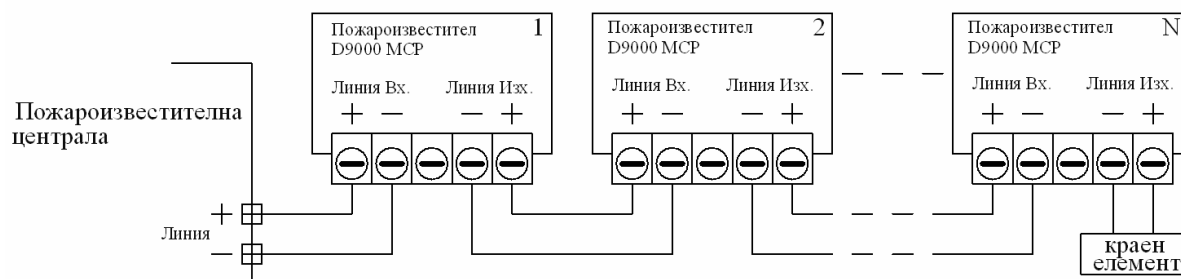 Пожароизвестителна
централа
+
Линия
−
Пожароизвестител 1
D9000 MCP
Линия Вх. Линия Изх.
+ − − +
Пожароизвестител 2
D9000 MCP
Линия Вх. Линия Изх.
+ − − +
Пожароизвестител N
D9000 MCP
Линия Вх. Линия Изх.
+ − − +
краен
елемент